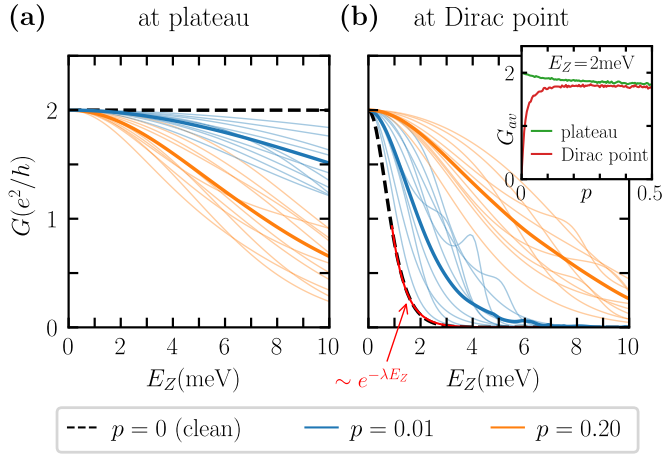 (a) at plateau
(b) at Dirac point
G(e²/h)
2
1
0
0 2 4 6 8 10
E_Z(meV)
0 2 4 6 8 10
E_Z(meV)
~ e^{-λE_Z}
E_Z=2meV
G_{av}
2
0
plateau
Dirac point
0 p 0.5
p = 0 (clean) p = 0.01 p = 0.20